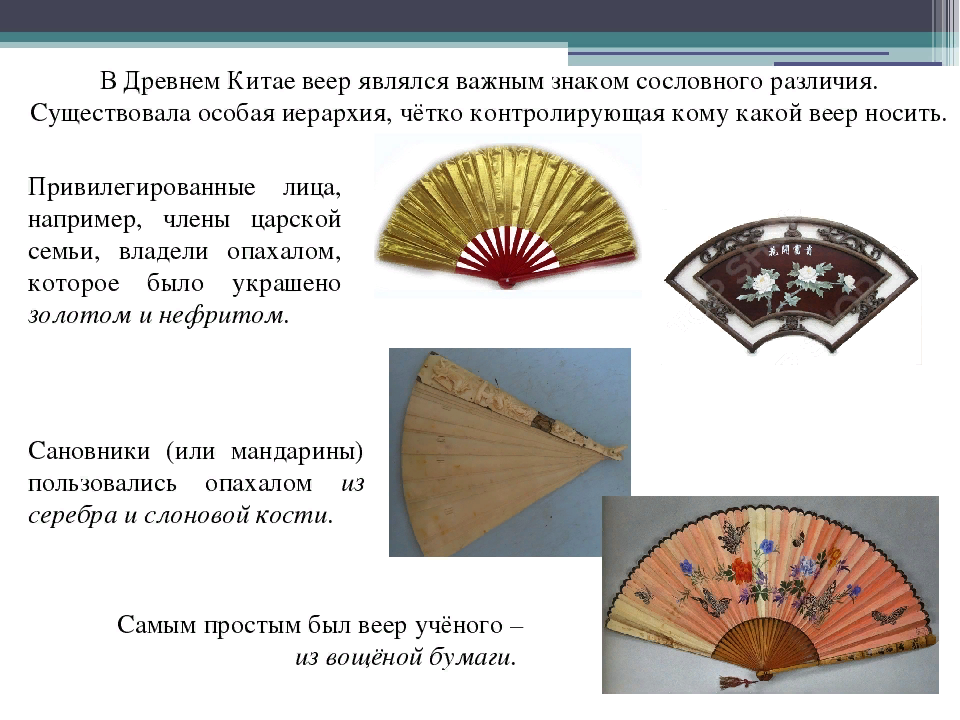 В Древнем Китае веер являлся важным знаком сословного различия.
Существовала особая иерархия, чётко контролирующая кому какой веер носить.
Привилегированные лица,
например, члены царской
семьи, владели опахалом,
которое было украшено
золотом и нефритом.
花開富貴
Сановники (или мандарины)
пользовались опахалом из
серебра и слоновой кости.
Самым простым был веер учёного –
из вощёной бумаги.